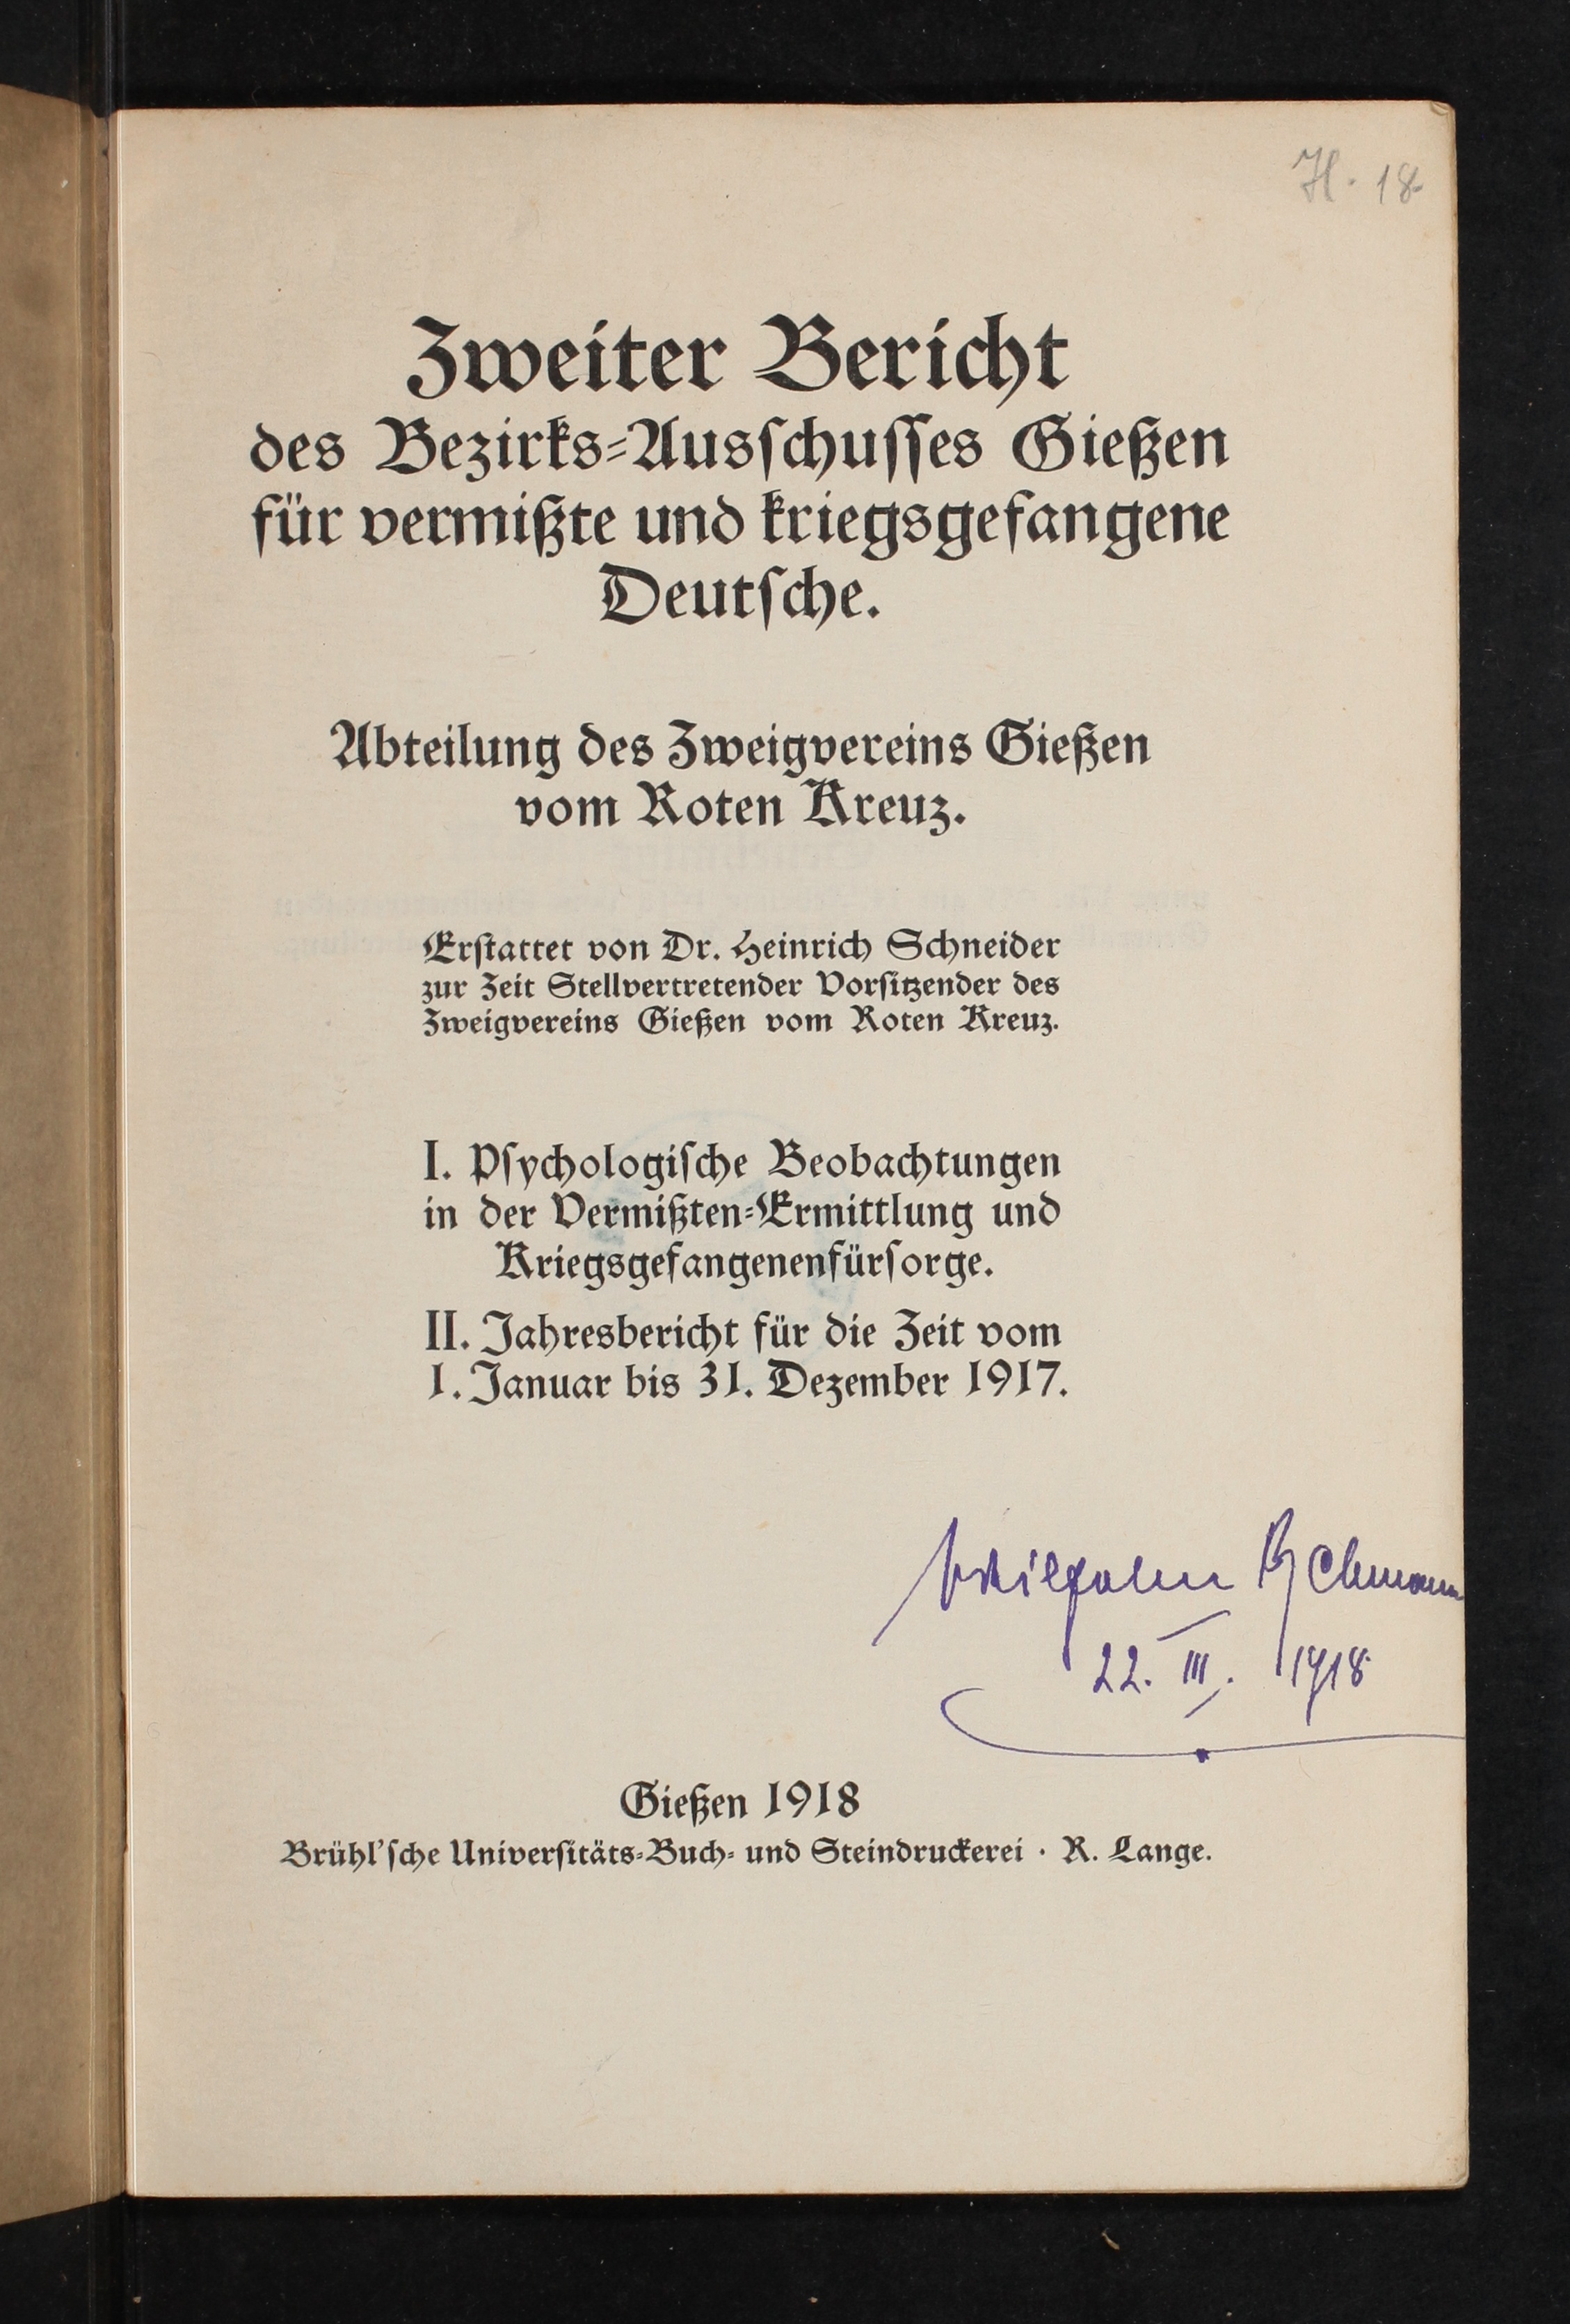 H. 18
Zweiter Bericht
des Bezirks-Ausschusses Gießen
für vermißte und kriegsgefangene
Deutsche.
Abteilung des Zweigvereins Gießen
vom Roten Kreuz.
Erstattet von Dr. Heinrich Schneider
zur Zeit Stellvertretender Vorsitzender des
Zweigvereins Gießen vom Roten Kreuz.
I. Psychologische Beobachtungen
in der Vermißten-Ermittlung und
Kriegsgefangenenfürsorge.
II. Jahresbericht für die Zeit vom
1. Januar bis 31. Dezember 1917.
22. III. 1918
Gießen 1918
Brühl'sche Universitäts-Buch- und Steindruckerei · R. Lange.